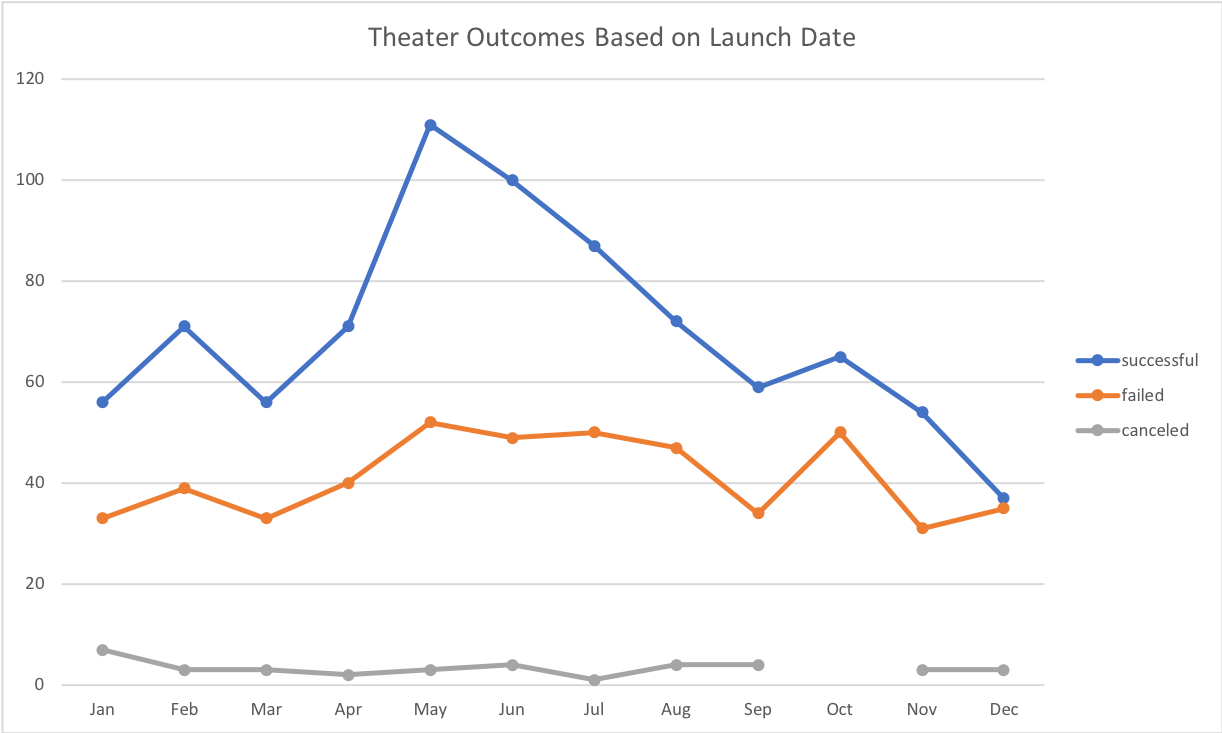 Theater Outcomes Based on Launch Date
120
100
80
60
40
20
0
Jan Feb Mar Apr May Jun Jul Aug Sep Oct Nov Dec
successful
failed
canceled